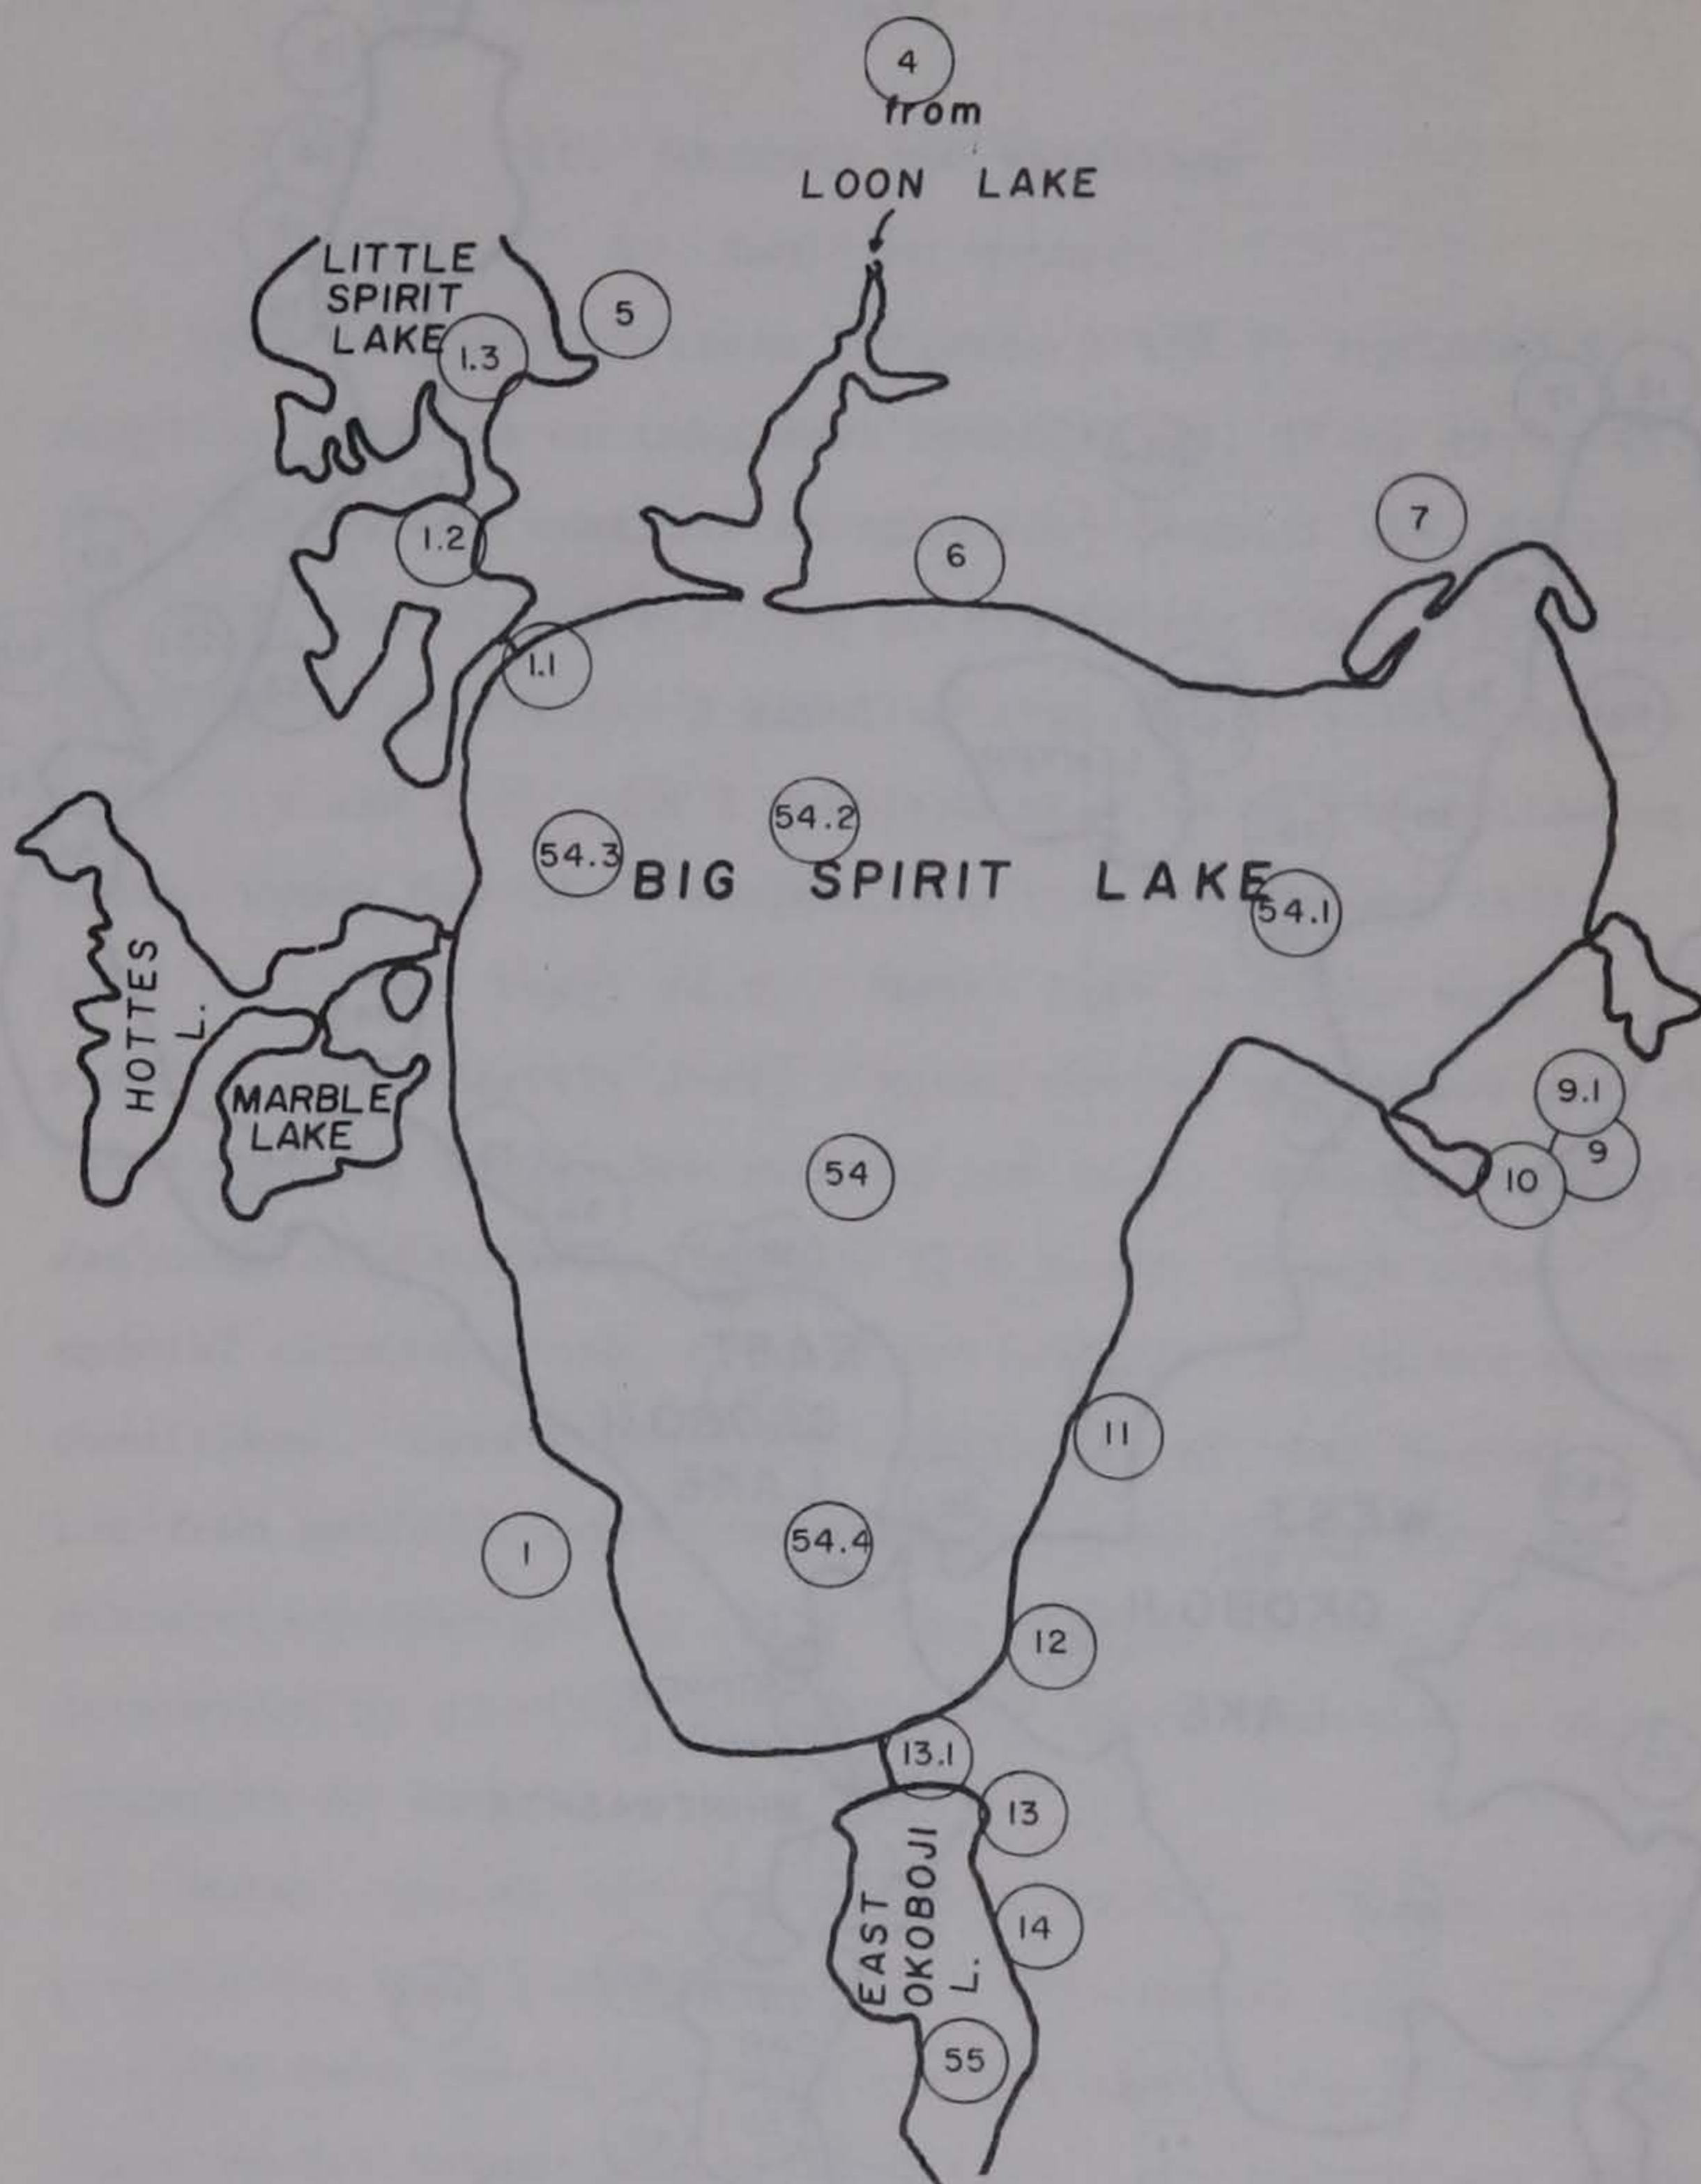 4
from
LOON LAKE
LITTLE
SPIRIT
LAKE
1.3
5
1.2
6
7
1.1
54.2
54.3
BIG SPIRIT LAKE
54.1
HOTTES
L.
MARBLE
LAKE
9.1
9
10
54
11
1
54.4
12
13.1
13
EAST
OKOBOJI
L.
14
55